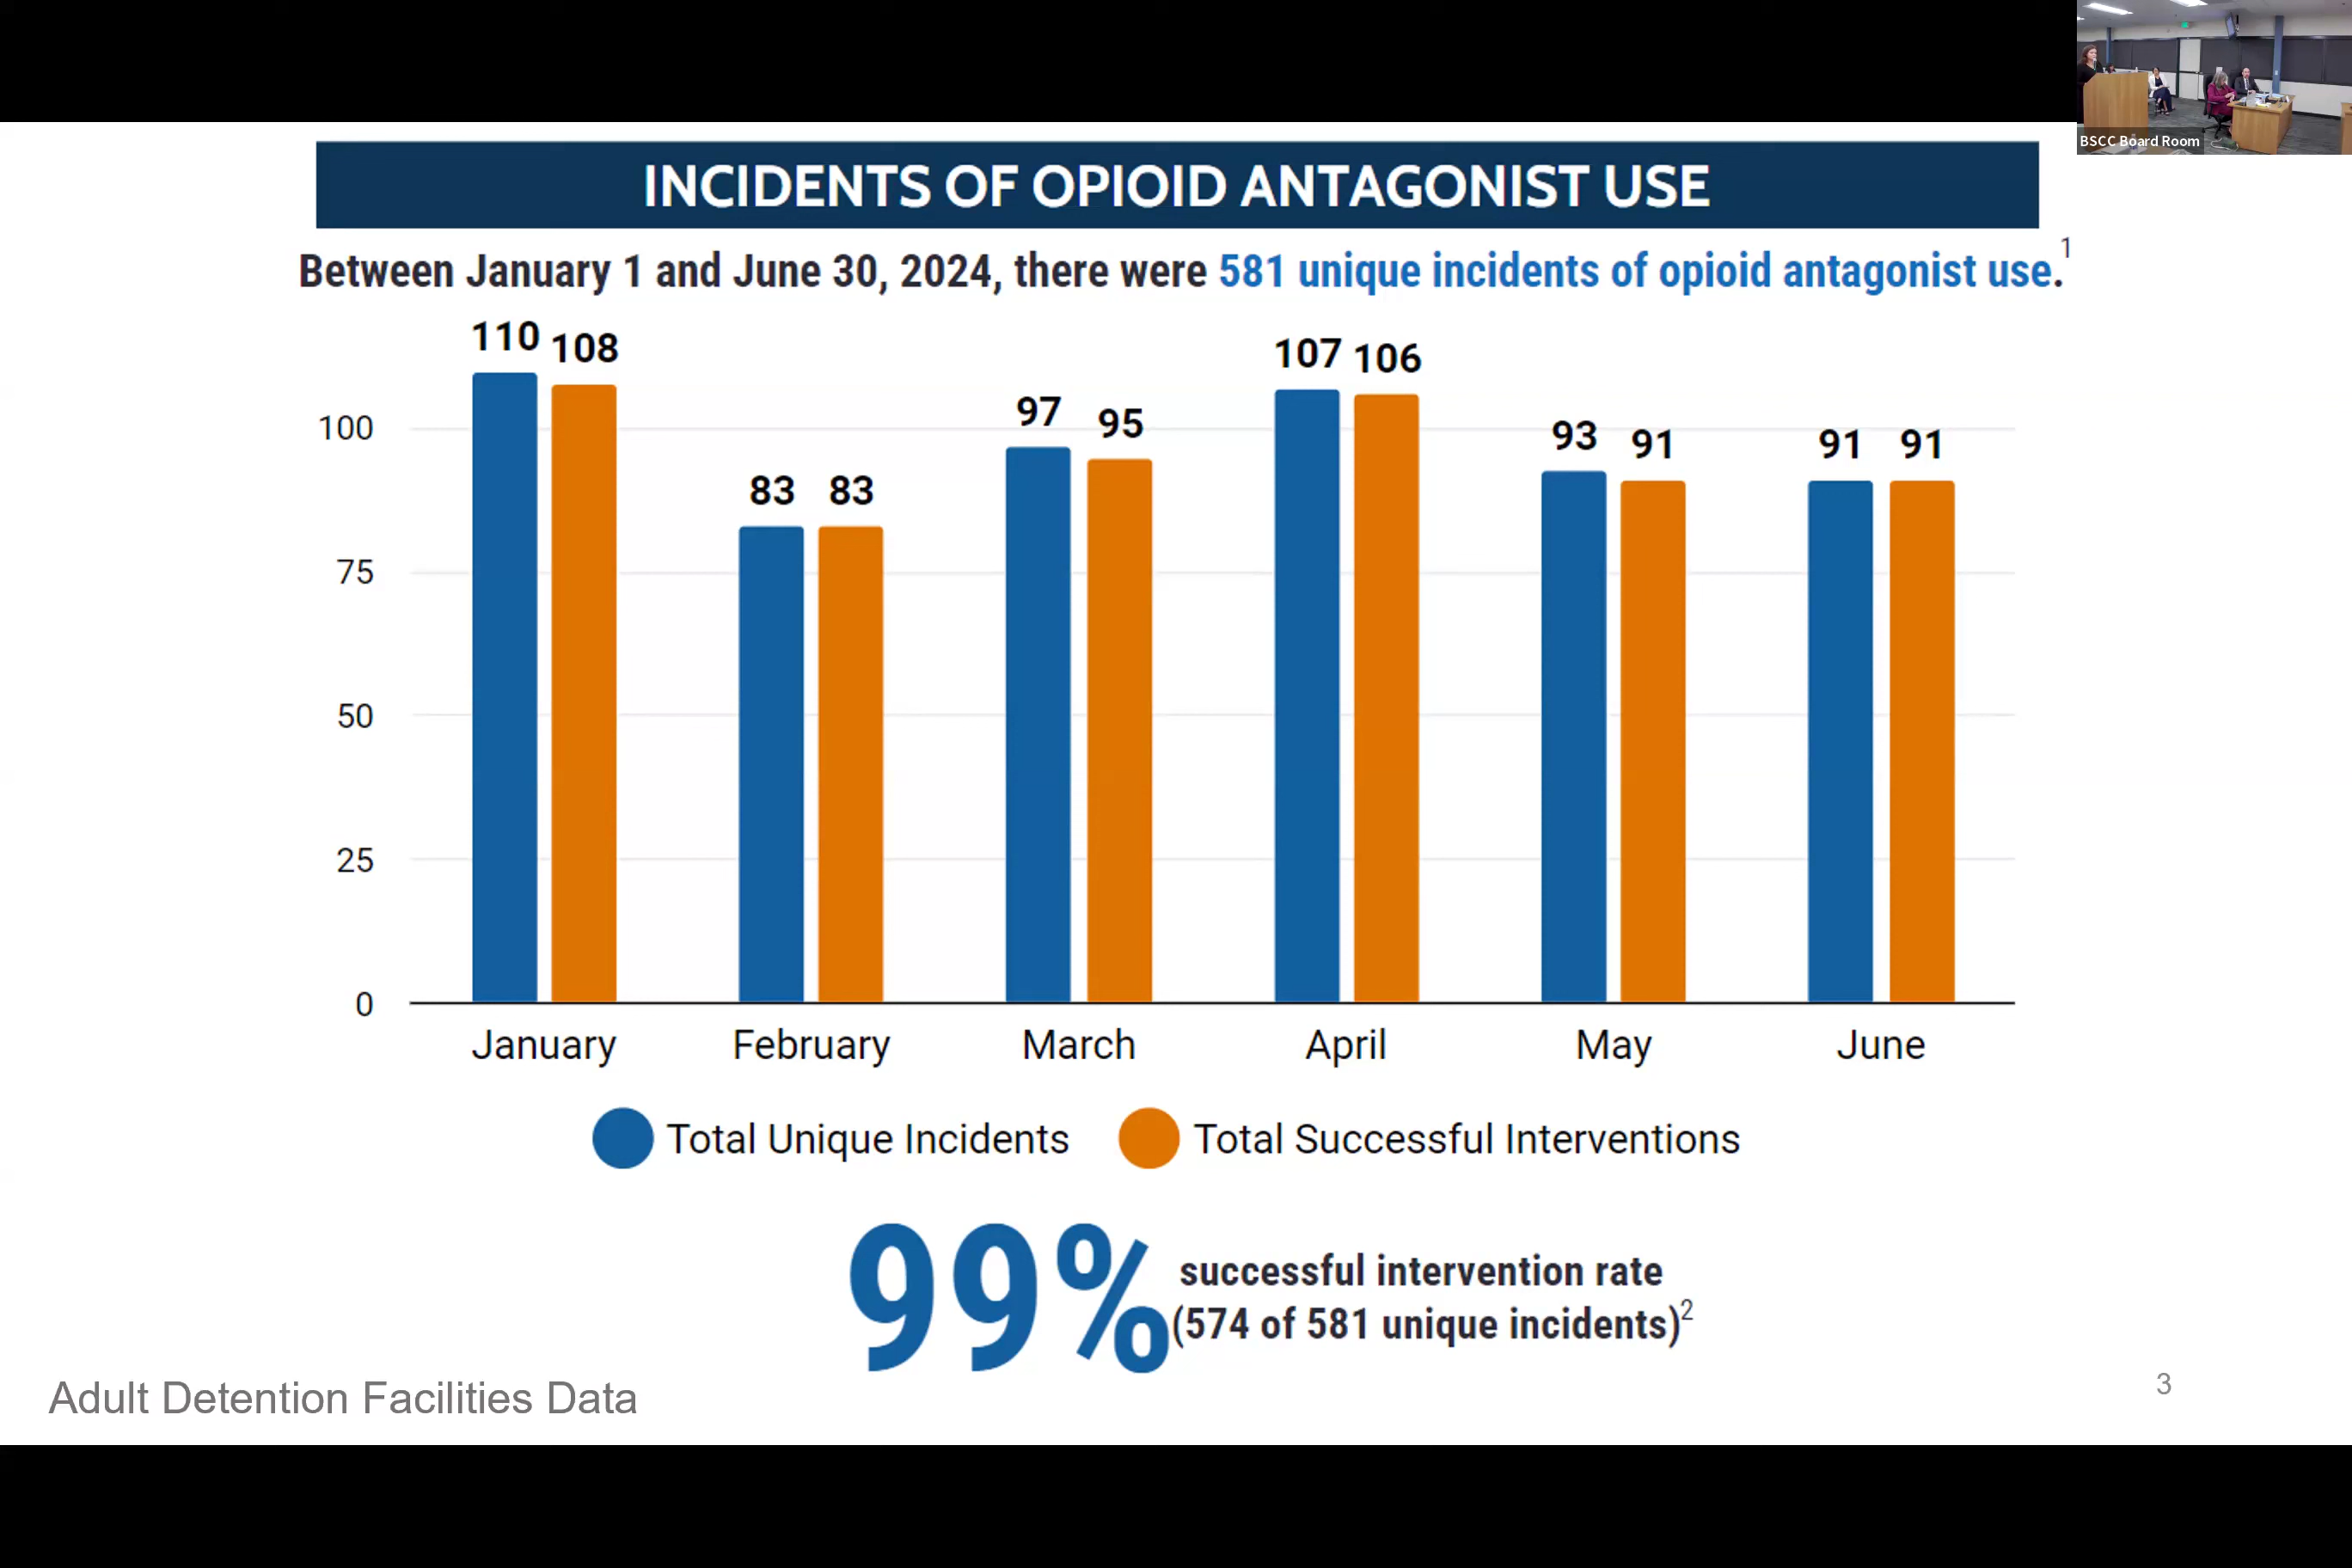 BSCC Board Room
INCIDENTS OF OPIOID ANTAGONIST USE
Between January 1 and June 30, 2024, there were 581 unique incidents of opioid antagonist use.1
110 108
83 83
97 95
107 106
93 91
91 91
100
75
50
25
0
January February March April May June
Total Unique Incidents Total Successful Interventions
99% successful intervention rate
(574 of 581 unique incidents)2
Adult Detention Facilities Data
3